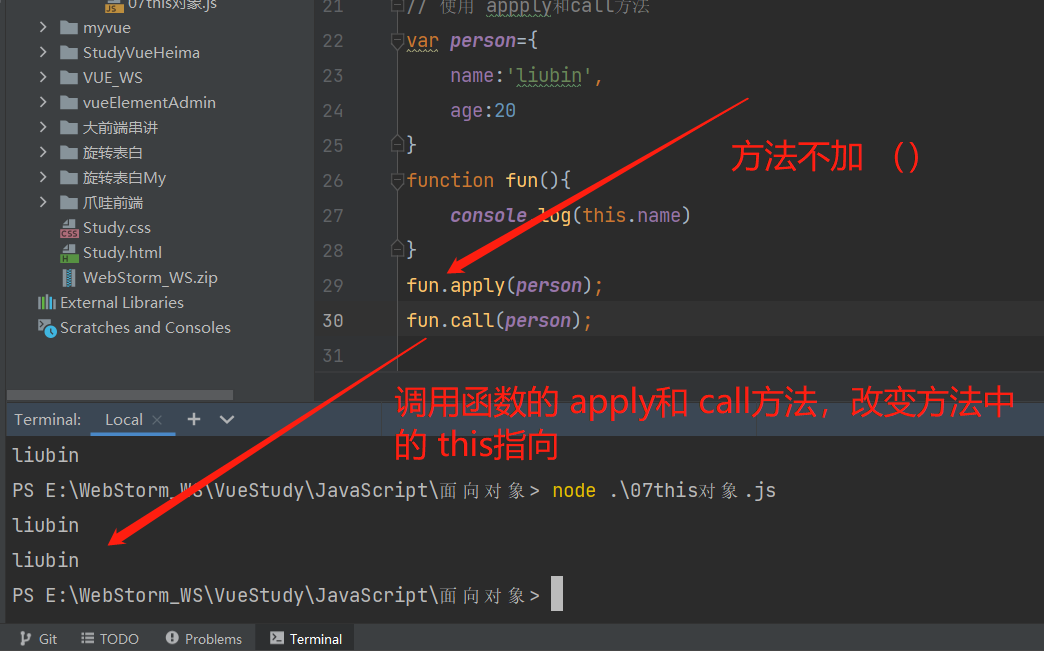 07this对象.js
myvue
StudyVueHeima
VUE_WS
vueElementAdmin
大前端串讲
旋转表白
旋转表白My
爪哇前端
Study.css
Study.html
WebStorm_WS.zip
External Libraries
Scratches and Consoles
21 // 使用 appply和call方法
22 var person={
23 name:'liubin',
24 age:20
25 }
26 function fun(){
27 console.log(this.name)
28 }
29 fun.apply(person);
30 fun.call(person);
31
方法不加 （）
调用函数的 apply和 call方法，改变方法中
的 this指向
Terminal: Local × +
liubin
PS E:\WebStorm_WS\VueStudy\JavaScript\面向对象> node .\07this对象.js
liubin
liubin
PS E:\WebStorm_WS\VueStudy\JavaScript\面向对象>
Git TODO Problems Terminal